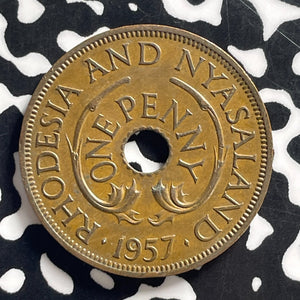 RHODESIA AND NYASALAND
ONE PENNY
· 1957 ·